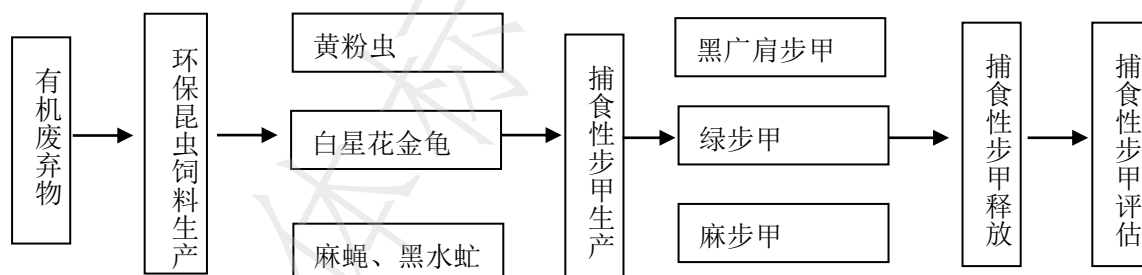 有机废弃物
环保昆虫饲料生产
黄粉虫
白星花金龟
麻蝇、黑水虻
捕食性步甲生产
黑广肩步甲
绿步甲
麻步甲
捕食性步甲释放
捕食性步甲评估